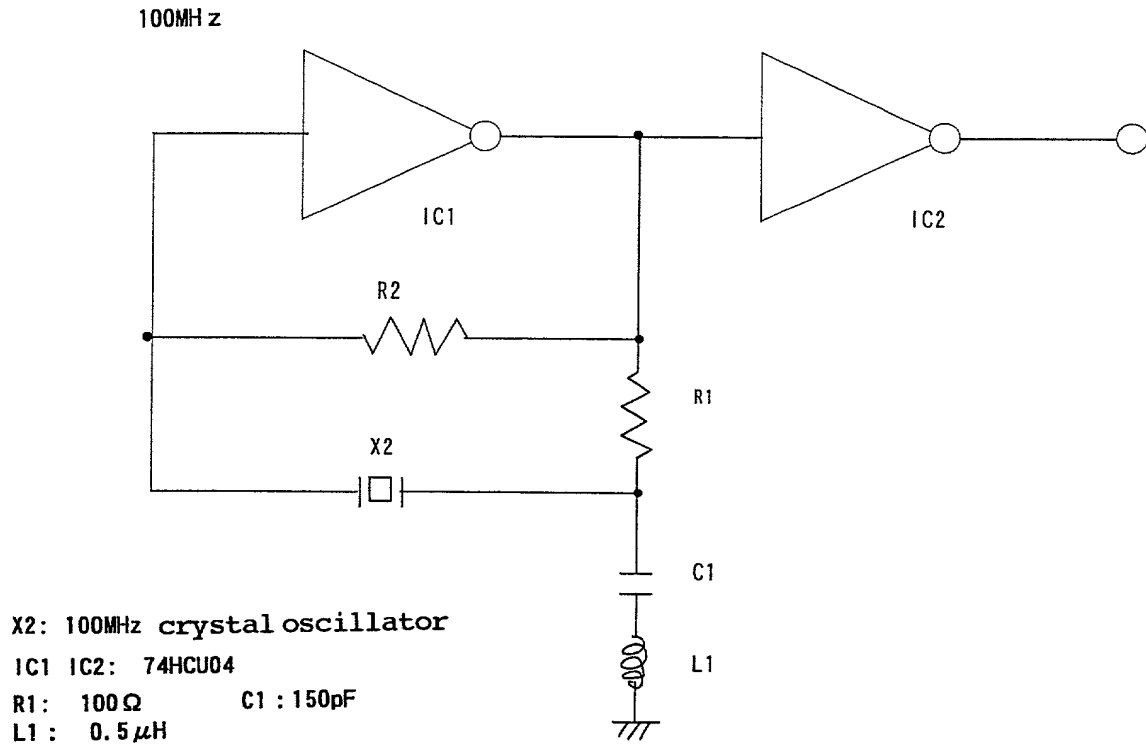 100MHz
IC1
IC2
R2
R1
X2
C1
L1
X2: 100MHz crystal oscillator
IC1 IC2: 74HCU04
R1: 100Ω C1: 150pF
L1: 0.5μH